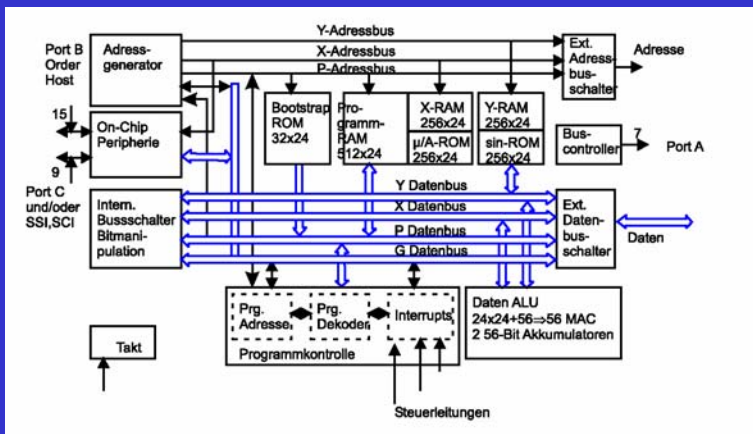 Y-Adressbus
X-Adressbus
P-Adressbus
Port B
Order
Host
Adress-
generator
Ext.
Adress-
bus-
schalter
Adresse
15
On-Chip
Peripherie
9
Port C
und/oder
SSI,SCI
Bootstrap
ROM
32x24
Pro-
gramm-
RAM
512x24
X-RAM
256x24
µ/A-ROM
256x24
Y-RAM
256x24
sin-ROM
256x24
Bus-
controller
7
Port A
Intern.
Bussschalter
Bitmani-
pulation
Y Datenbus
X Datenbus
P Datenbus
G Datenbus
Ext.
Daten-
bus-
schalter
Daten
Prg.
Adresse
Prg.
Dekoder
Interrupts
Programmkontrolle
Daten ALU
24x24+56⇒56 MAC
2 56-Bit Akkumulatoren
Takt
Steuerleitungen